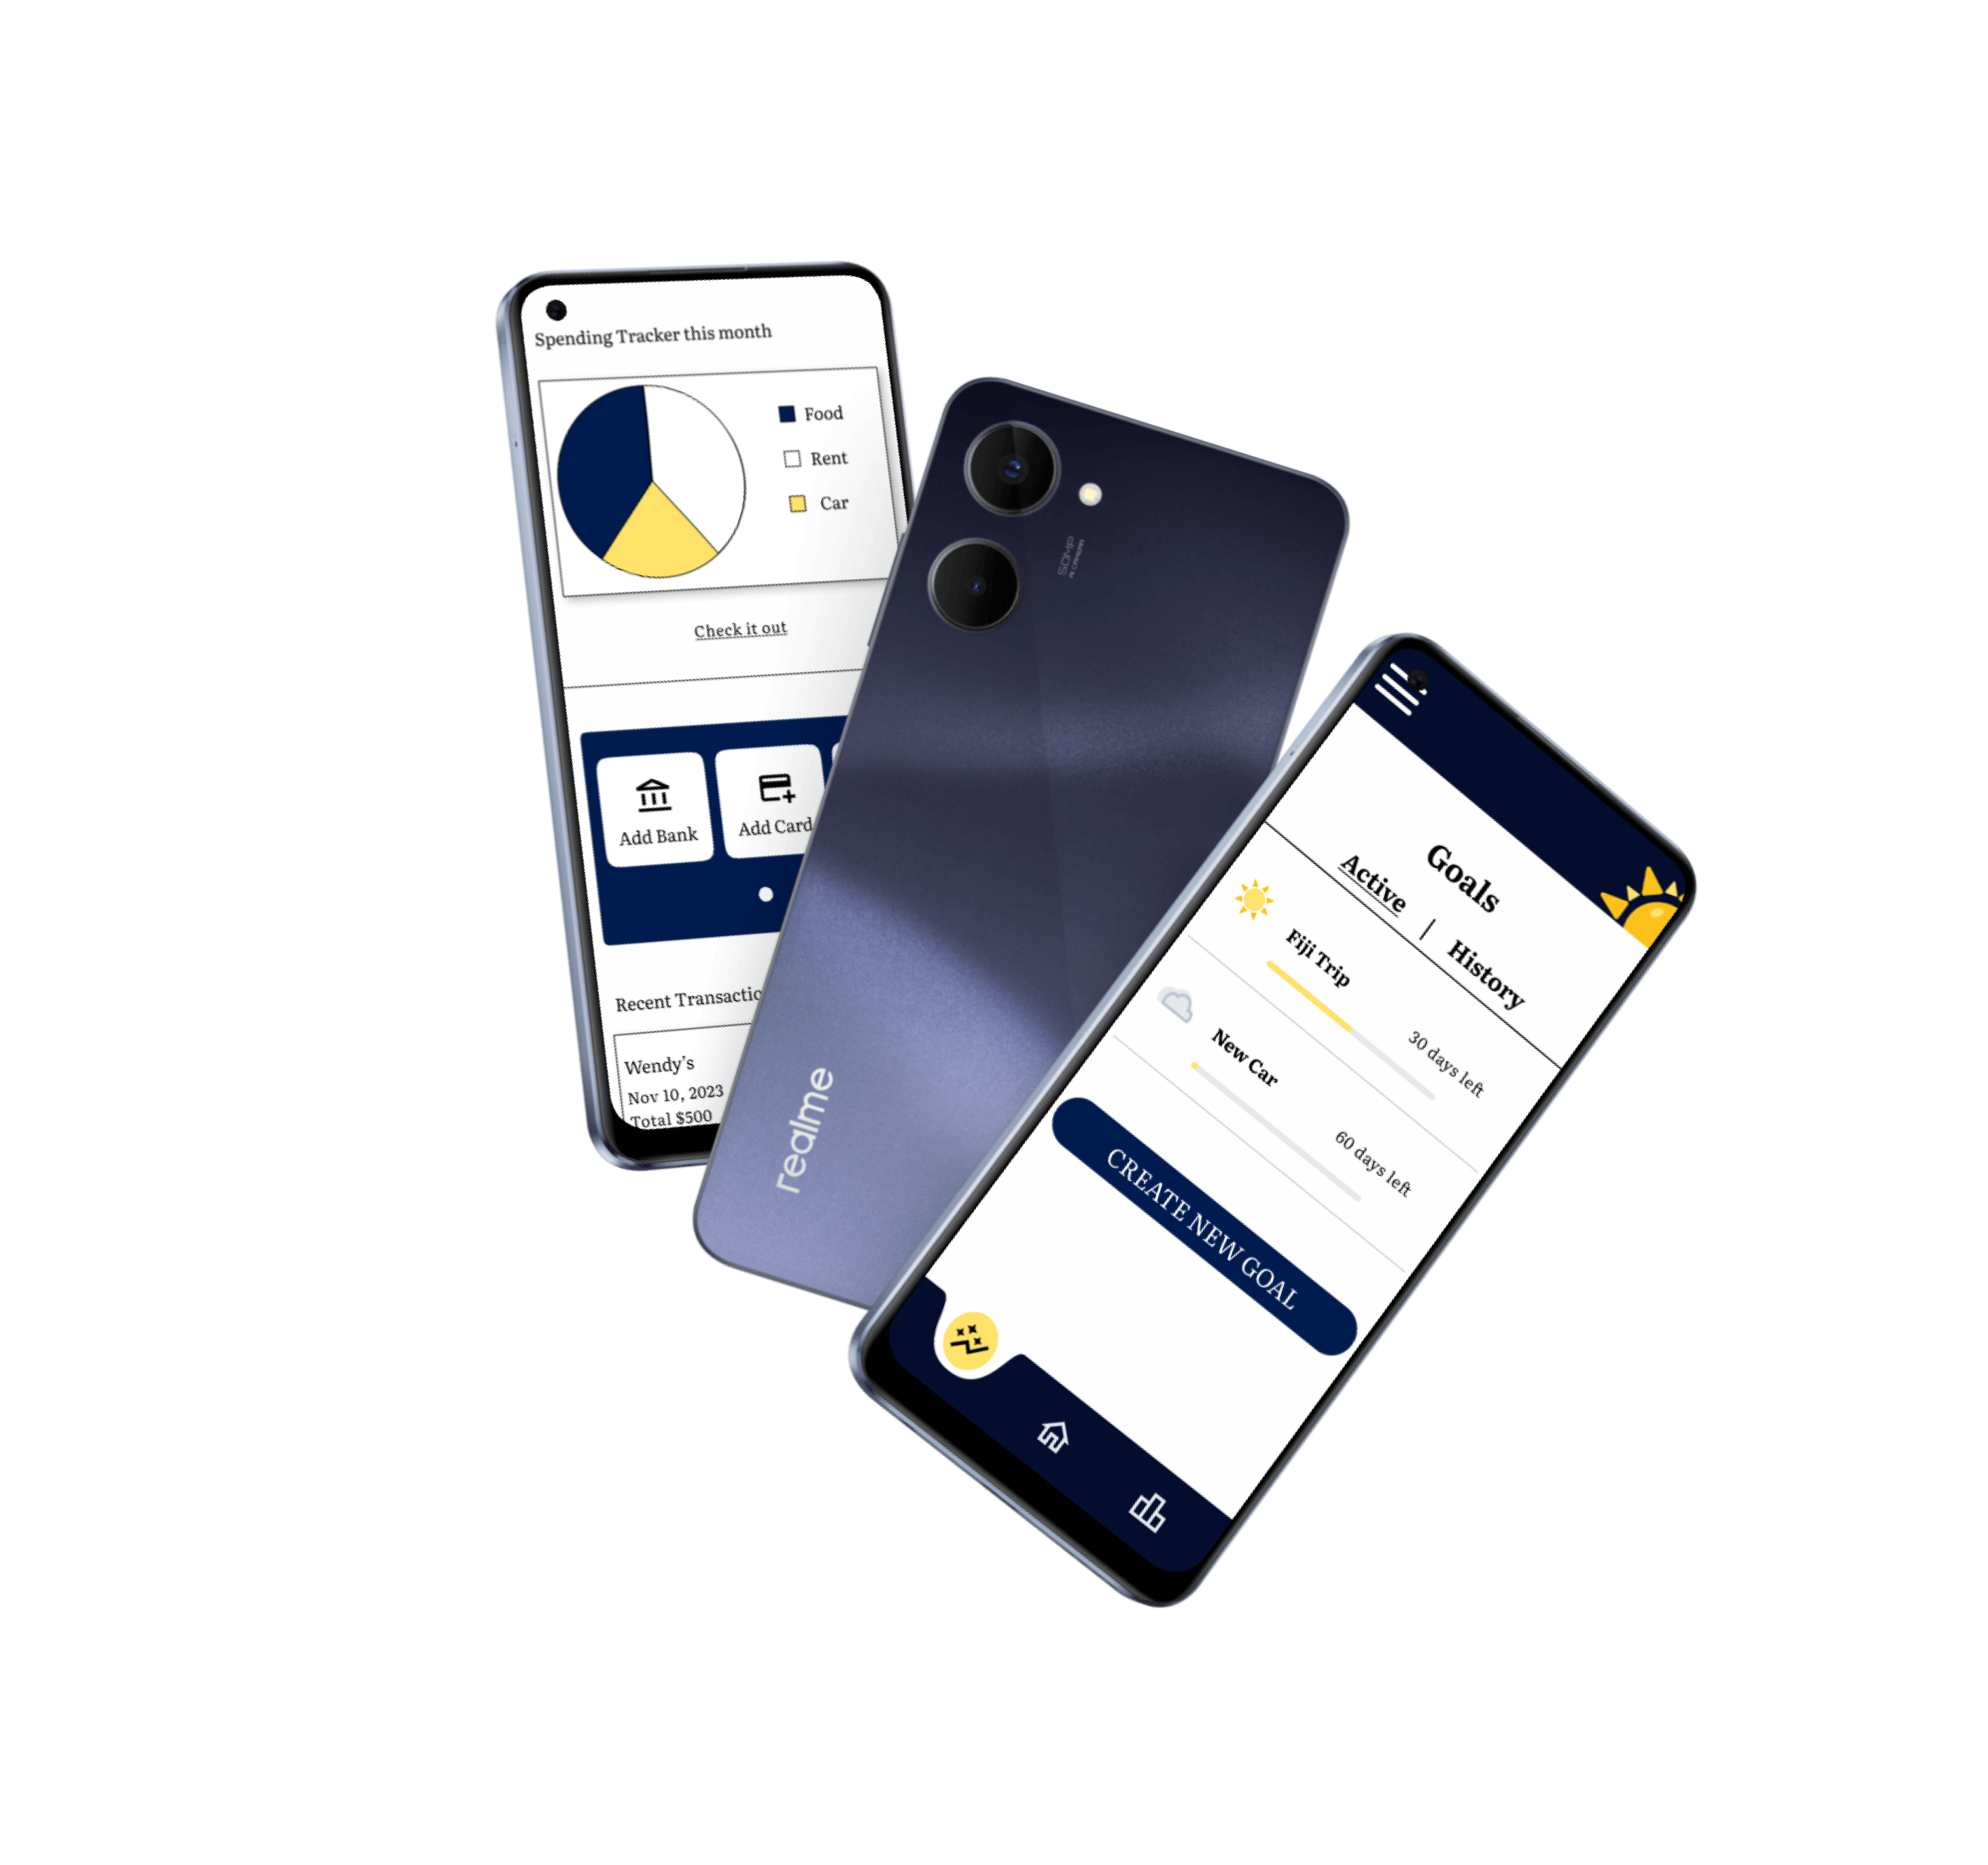 Spending Tracker this month
Food
Rent
Car
Check it out
Add Bank
Add Card
Recent Transactio
Wendy's
Nov 10, 2023
Total $500
50MP
AI CAMERA
realme
Goals
Active | History
Fiji Trip
30 days left
New Car
60 days left
CREATE NEW GOAL